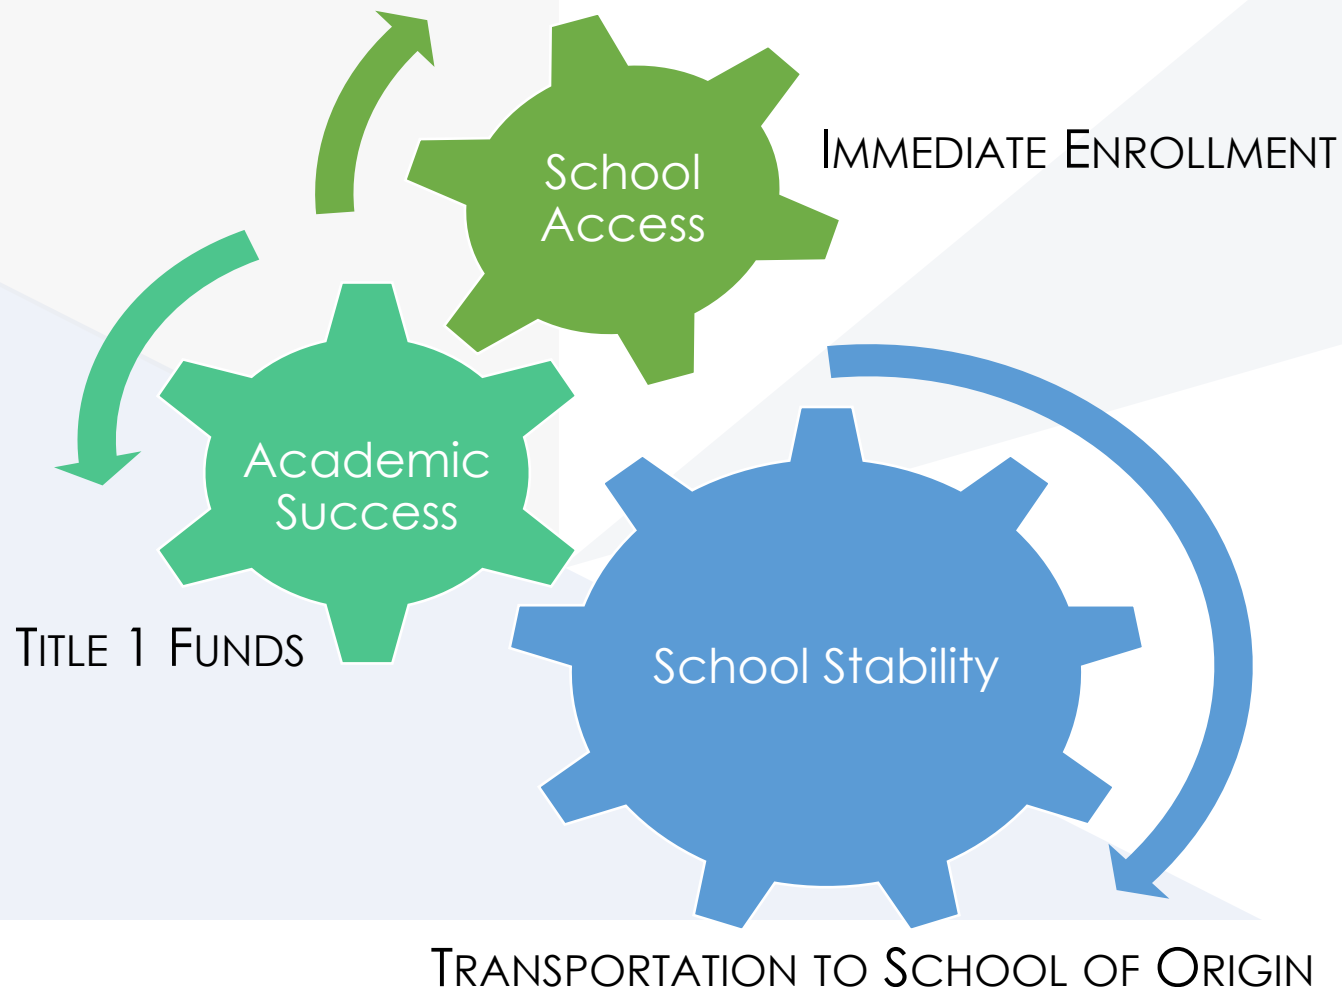 School
Access
IMMEDIATE ENROLLMENT
Academic
Success
TITLE 1 FUNDS
School Stability
TRANSPORTATION TO SCHOOL OF ORIGIN